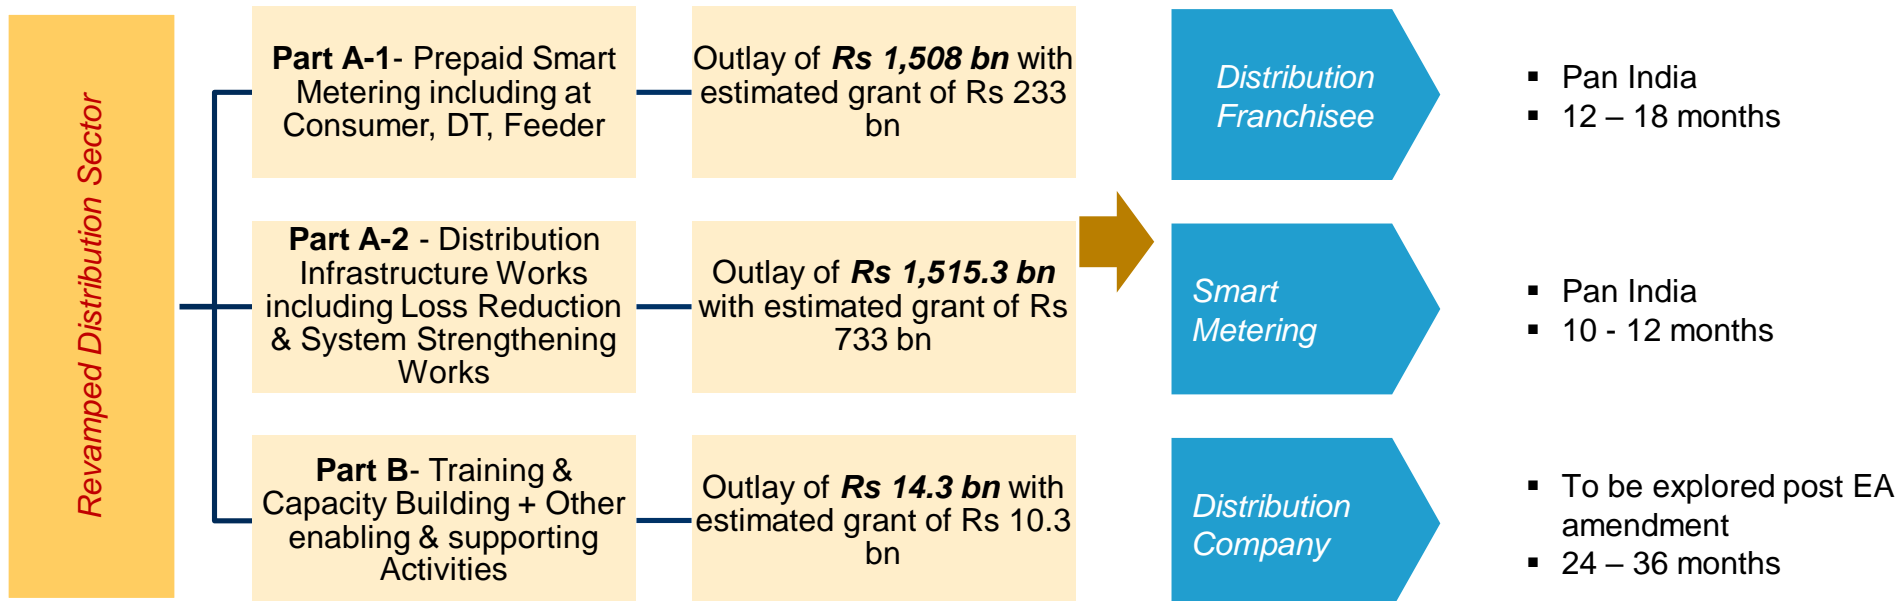 Revamped Distribution Sector
Part A-1- Prepaid Smart
Metering including at
Consumer, DT, Feeder
Outlay of Rs 1,508 bn with
estimated grant of Rs 233
bn
Part A-2 - Distribution
Infrastructure Works
including Loss Reduction
& System Strengthening
Works
Outlay of Rs 1,515.3 bn
with estimated grant of Rs
733 bn
Part B- Training &
Capacity Building + Other
enabling & supporting
Activities
Outlay of Rs 14.3 bn with
estimated grant of Rs 10.3
bn
Distribution
Franchisee
▪ Pan India
▪ 12 – 18 months
Smart
Metering
▪ Pan India
▪ 10 - 12 months
Distribution
Company
▪ To be explored post EA
amendment
▪ 24 – 36 months